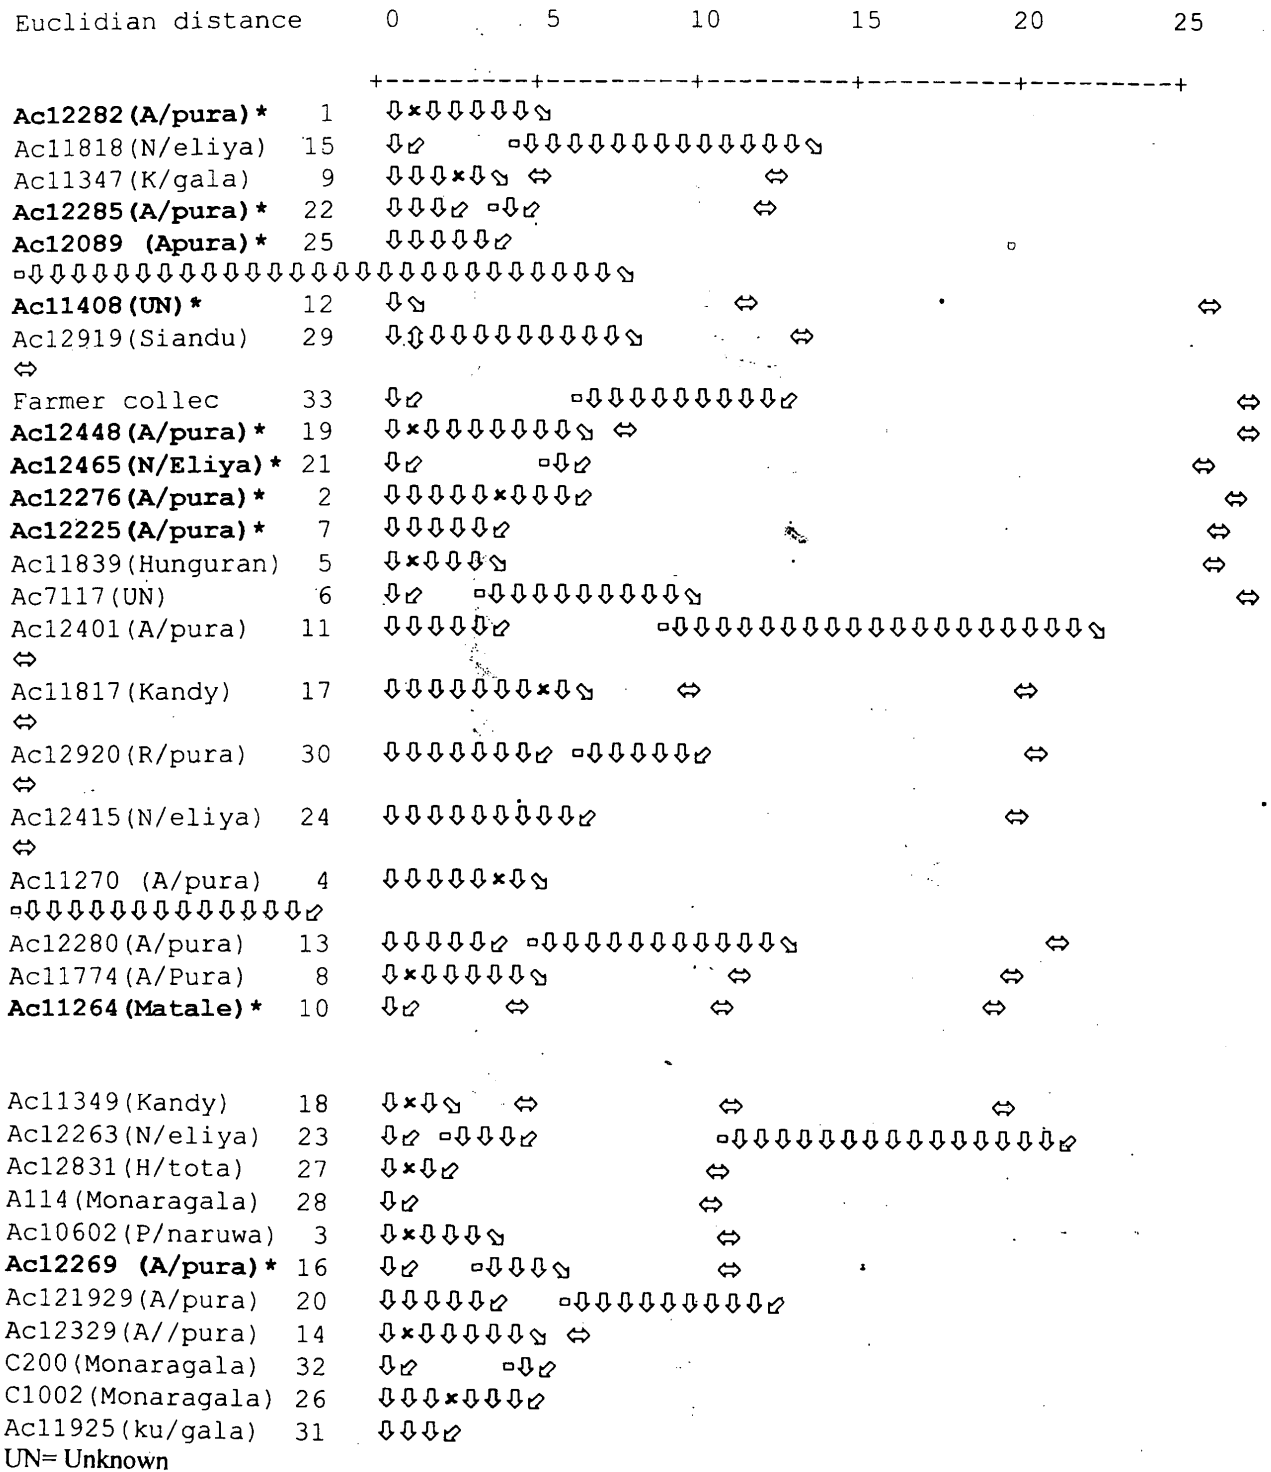 Euclidian distance 0 5 10 15 20 25
+---------+---------+---------+---------+---------+
Ac12282(A/pura)* 1 ⇩×⇩⇩⇩⇩⇩⬂
Ac11818(N/eliya) 15 ⇩⬃ ▫⇩⇩⇩⇩⇩⇩⇩⇩⇩⇩⇩⇩⇩⬂
Ac11347(K/gala) 9 ⇩⇩⇩×⇩⬂ ⇔ ⇔
Ac12285(A/pura)* 22 ⇩⇩⇩⬃ ▫⇩⬃ ⇔
Ac12089 (Apura)* 25 ⇩⇩⇩⇩⇩⬃ ▫
▫⇩⇩⇩⇩⇩⇩⇩⇩⇩⇩⇩⇩⇩⇩⇩⇩⇩⇩⇩⇩⇩⇩⇩⇩⇩⇩⇩⬂
Ac11408(UN)* 12 ⇩⬂ ⇔ ⇔
Ac12919(Siandu) 29 ⇩⇕⇩⇩⇩⇩⇩⇩⇩⇩⇩⬂ ⇔
⇔
Farmer collec 33 ⇩⬃ ▫⇩⇩⇩⇩⇩⇩⇩⇩⇩⬃ ⇔
Ac12448(A/pura)* 19 ⇩×⇩⇩⇩⇩⇩⇩⇩⬂ ⇔ ⇔
Ac12465(N/Eliya)* 21 ⇩⬃ ▫⇩⬃ ⇔
Ac12276(A/pura)* 2 ⇩⇩⇩⇩⇩×⇩⇩⇩⬃ ⇔
Ac12225(A/pura)* 7 ⇩⇩⇩⇩⇩⬃ ⇔
Ac11839(Hunguran) 5 ⇩×⇩⇩⇩⬂ ⇔
Ac7117(UN) 6 ⇩⬃ ▫⇩⇩⇩⇩⇩⇩⇩⇩⇩⬂ ⇔
Ac12401(A/pura) 11 ⇩⇩⇩⇩⇩⬃ ▫⇩⇩⇩⇩⇩⇩⇩⇩⇩⇩⇩⇩⇩⇩⇩⇩⇩⇩⇩⬂
⇔
Ac11817(Kandy) 17 ⇩⇩⇩⇩⇩⇩⇩×⇩⬂ ⇔ ⇔
⇔
Ac12920(R/pura) 30 ⇩⇩⇩⇩⇩⇩⇩⬃ ▫⇩⇩⇩⇩⇩⬃ ⇔
⇔
Ac12415(N/eliya) 24 ⇩⇩⇩⇩⇩⇩⇩⇩⇩⬃ ⇔
⇔
Ac11270 (A/pura) 4 ⇩⇩⇩⇩⇩×⇩⬂
▫⇩⇩⇩⇩⇩⇩⇩⇩⇩⇩⇩⇩⇩⬃
Ac12280(A/pura) 13 ⇩⇩⇩⇩⇩⬃ ▫⇩⇩⇩⇩⇩⇩⇩⇩⇩⇩⇩⬂ ⇔
Ac11774(A/Pura) 8 ⇩×⇩⇩⇩⇩⇩⬂ ⇔ ⇔
Ac11264(Matale)* 10 ⇩⬃ ⇔ ⇔ ⇔
Ac11349(Kandy) 18 ⇩×⇩⬂ ⇔ ⇔ ⇔
Ac12263(N/eliya) 23 ⇩⬃ ▫⇩⇩⇩⬃ ▫⇩⇩⇩⇩⇩⇩⇩⇩⇩⇩⇩⇩⇩⇩⇩⬃
Ac12831(H/tota) 27 ⇩×⇩⬃ ⇔
A114(Monaragala) 28 ⇩⬃ ⇔
Ac10602(P/naruwa) 3 ⇩×⇩⇩⇩⬂ ⇔
Ac12269 (A/pura)* 16 ⇩⬃ ▫⇩⇩⇩⬂ ⇔
Ac121929(A/pura) 20 ⇩⇩⇩⇩⇩⬃ ▫⇩⇩⇩⇩⇩⇩⇩⇩⇩⬃
Ac12329(A//pura) 14 ⇩×⇩⇩⇩⇩⇩⬂ ⇔
C200(Monaragala) 32 ⇩⬃ ▫⇩⬃
C1002(Monaragala) 26 ⇩⇩⇩×⇩⇩⇩⬃
Ac11925(ku/gala) 31 ⇩⇩⇩⬃
UN= Unknown